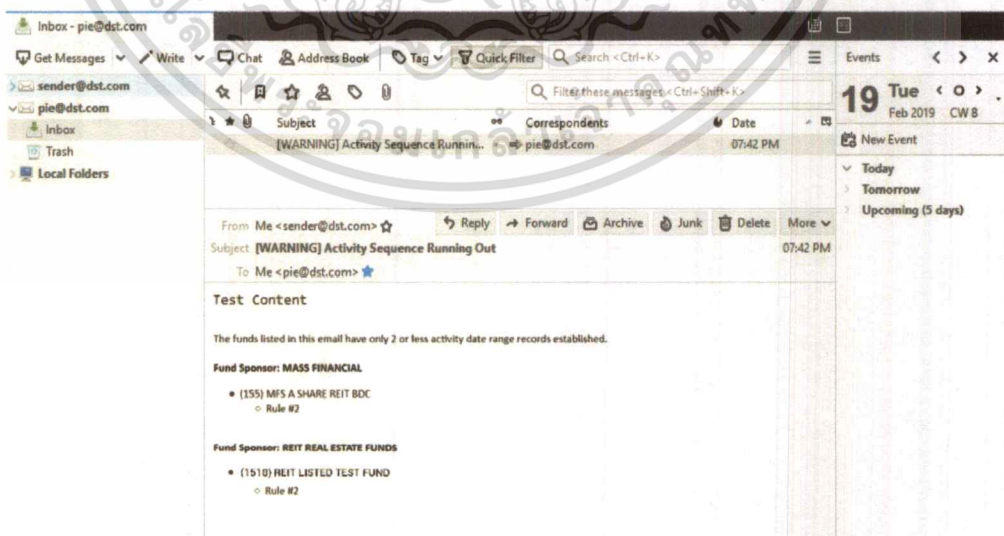 Inbox - pie@dst.com
Get Messages Write Chat Address Book Tag Quick Filter Search <Ctrl+K> Events
sender@dst.com
pie@dst.com
Inbox
Trash
Local Folders
Filter these messages <Ctrl+Shift+K>
Subject Correspondents Date
[WARNING] Activity Sequence Runnin... pie@dst.com 07:42 PM
19 Tue
Feb 2019 CW 8
New Event
Today
Tomorrow
Upcoming (5 days)
From Me <sender@dst.com> Reply Forward Archive Junk Delete More
Subject [WARNING] Activity Sequence Running Out 07:42 PM
To Me <pie@dst.com>
Test Content
The funds listed in this email have only 2 or less activity date range records established.
Fund Sponsor: MASS FINANCIAL
(155) MFS A SHARE REIT BDC
Rule #2
Fund Sponsor: REIT REAL ESTATE FUNDS
(1510) REIT LISTED TEST FUND
Rule #2